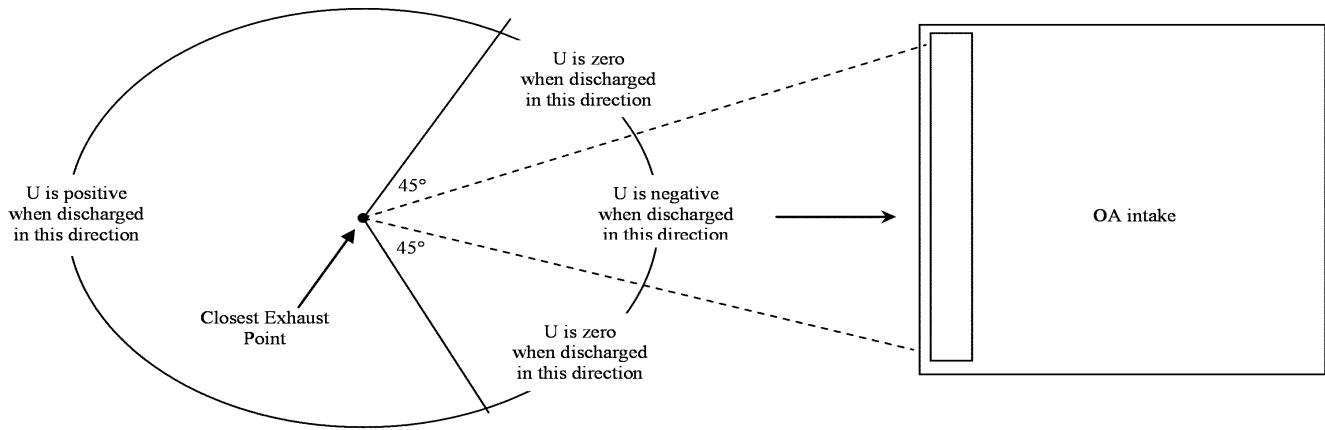 U is zero
when discharged
in this direction
45°
U is positive
when discharged
in this direction
U is negative
when discharged
in this direction
OA intake
45°
Closest Exhaust
Point
U is zero
when discharged
in this direction